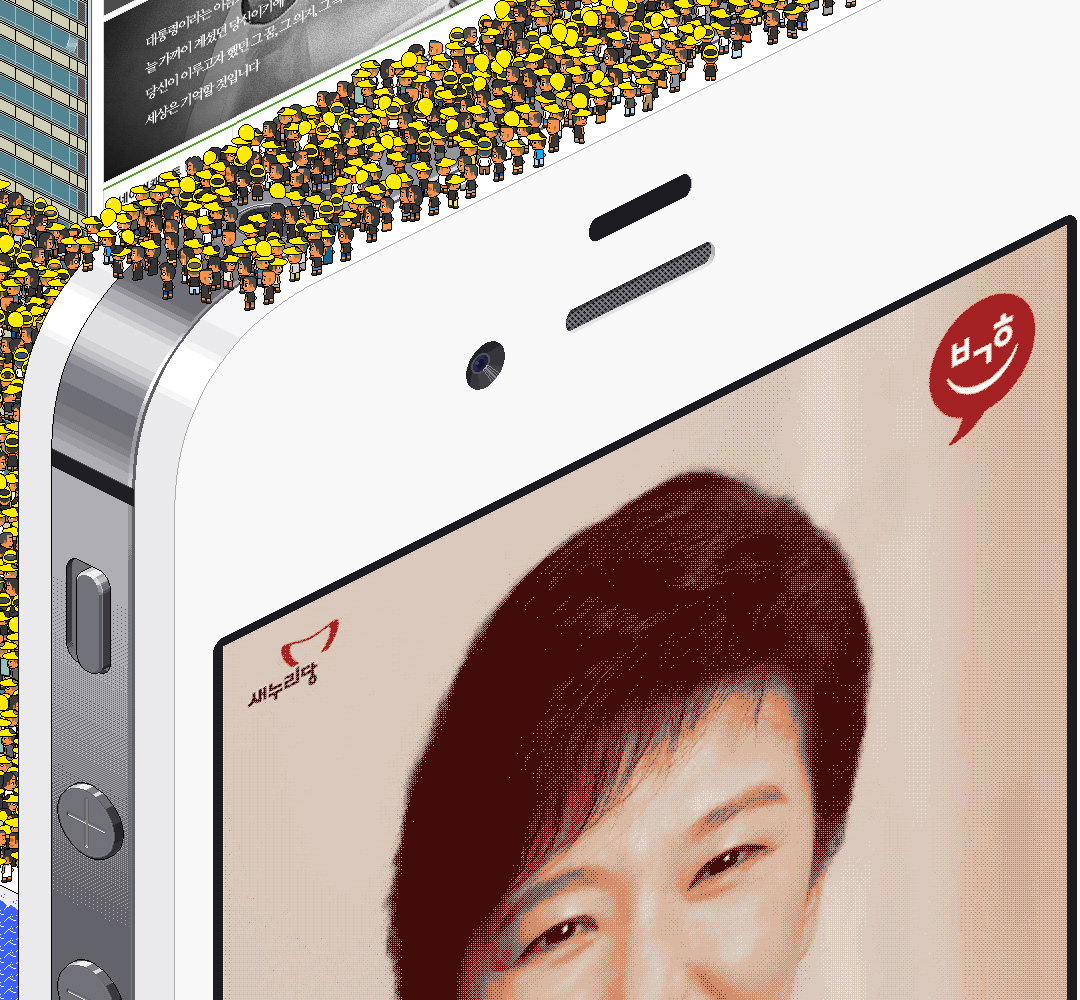 대통령이라는
늘 가까이 계셨던 당신이기에
당신이 이루고자 했던 그 꿈, 그 의지, 그
세상은 기억할 것입니다
ㅂㄱㅎ
새누리당